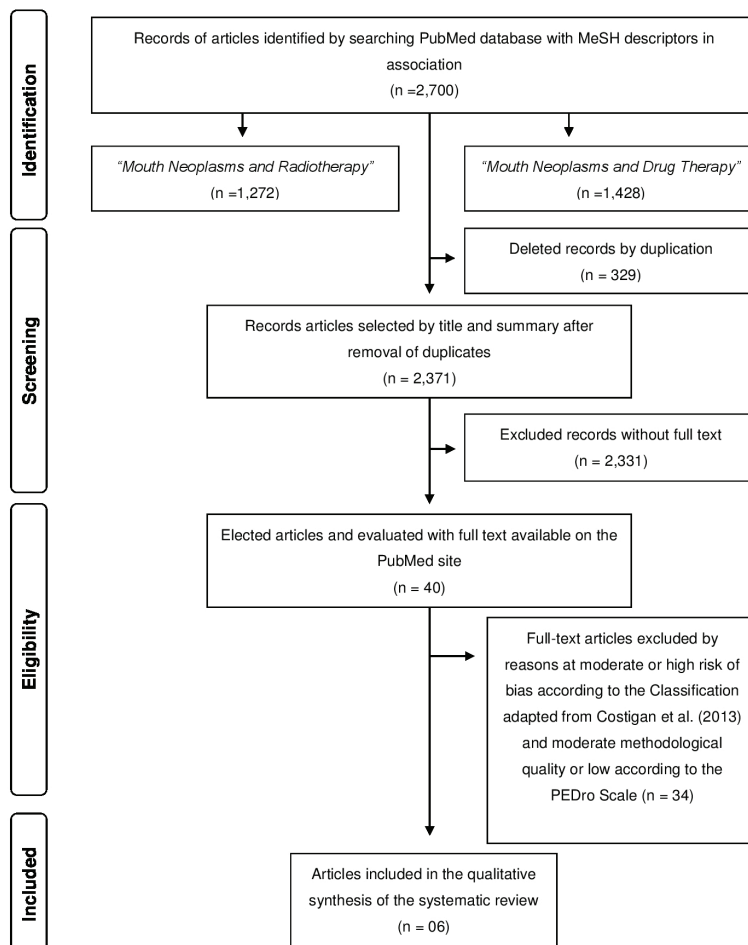 Identification
Records of articles identified by searching PubMed database with MeSH descriptors in
association
(n =2,700)
“Mouth Neoplasms and Radiotherapy”
(n =1,272)
“Mouth Neoplasms and Drug Therapy”
(n =1,428)
Screening
Deleted records by duplication
(n = 329)
Records articles selected by title and summary after
removal of duplicates
(n = 2,371)
Excluded records without full text
(n = 2,331)
Eligibility
Elected articles and evaluated with full text available on the
PubMed site
(n = 40)
Full-text articles excluded by
reasons at moderate or high risk of
bias according to the Classification
adapted from Costigan et al. (2013)
and moderate methodological
quality or low according to the
PEDro Scale (n = 34)
Included
Articles included in the qualitative
synthesis of the systematic review
(n = 06)